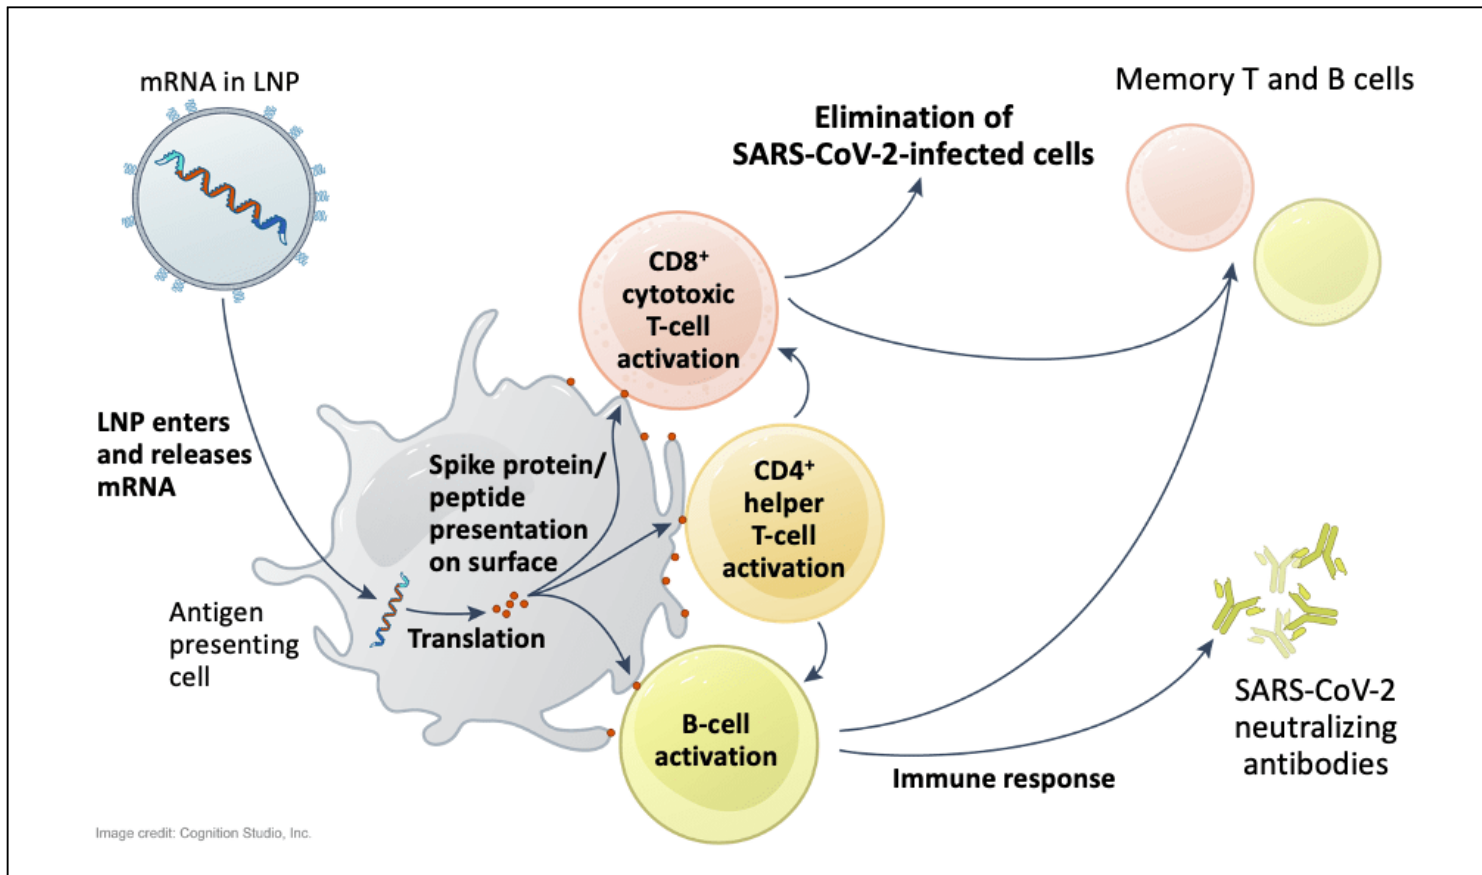 mRNA in LNP
LNP enters
and releases
mRNA
Antigen
presenting
cell
Translation
Spike protein/
peptide
presentation
on surface
CD8⁺
cytotoxic
T-cell
activation
CD4⁺
helper
T-cell
activation
B-cell
activation
Elimination of
SARS-CoV-2-infected cells
Memory T and B cells
Immune response
SARS-CoV-2
neutralizing
antibodies
Image credit: Cognition Studio, Inc.